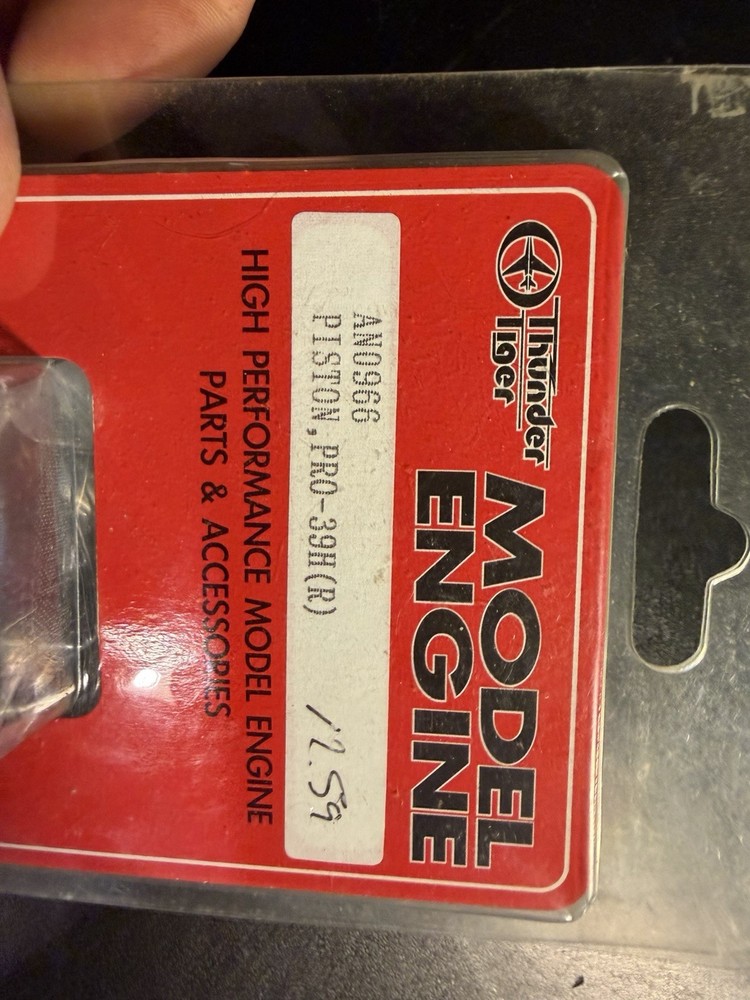 Thunder
Tiger
MODEL
ENGINE
AN0966
PISTON,PRO-39H(R)
12.59
HIGH PERFORMANCE MODEL ENGINE
PARTS & ACCESSORIES